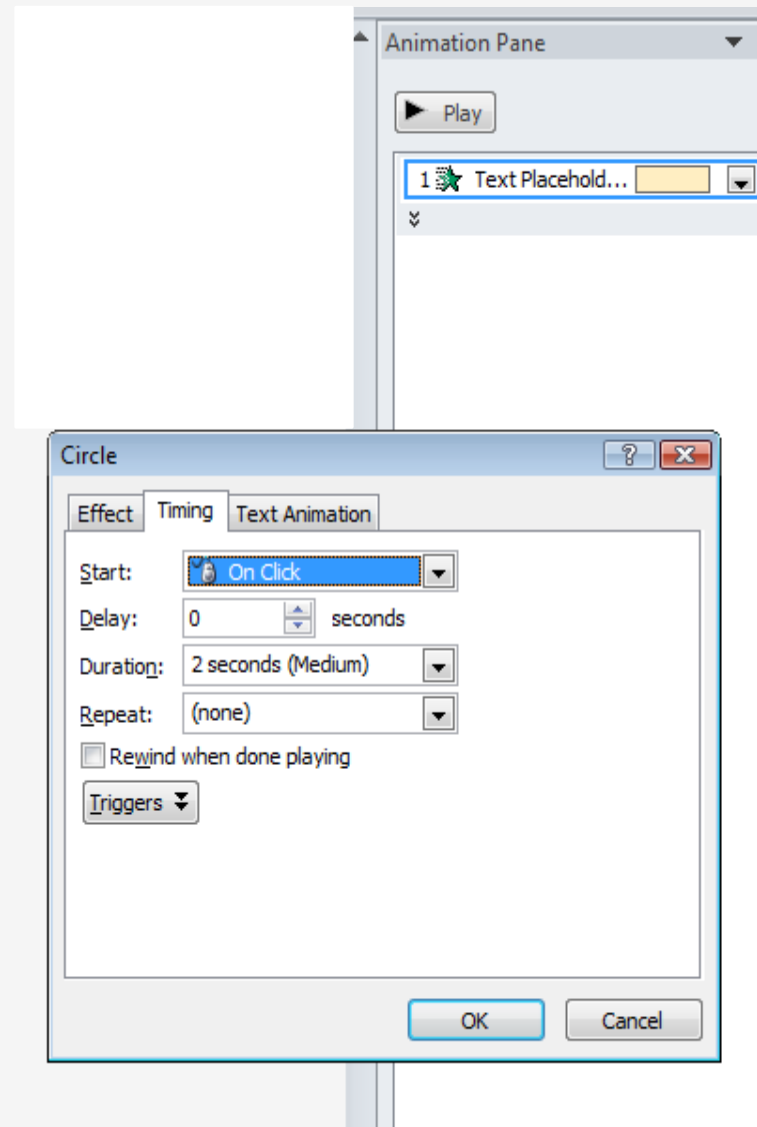 Animation Pane
Play
1 Text Placehold...
Circle
Effect Timing Text Animation
Start: On Click
Delay: 0 seconds
Duration: 2 seconds (Medium)
Repeat: (none)
Rewind when done playing
Triggers
OK Cancel